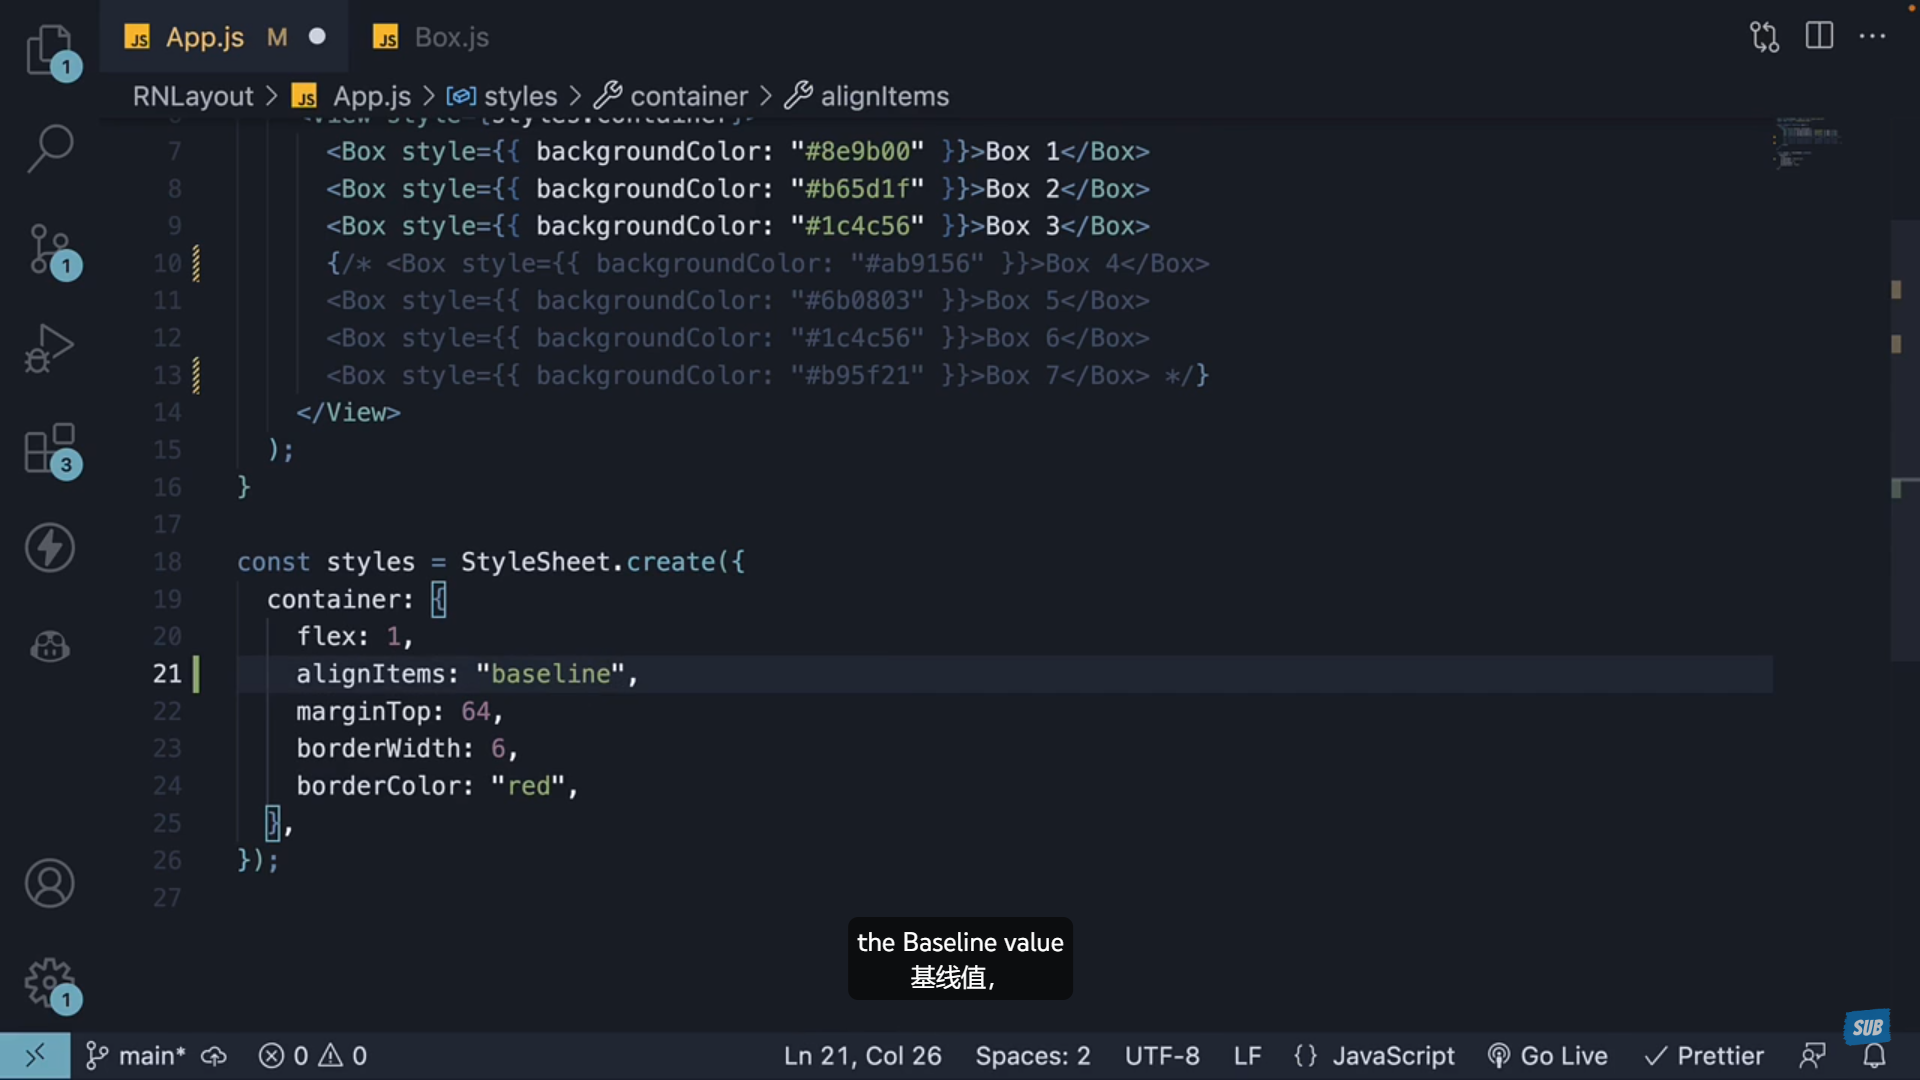 App.js M
Box.js
RNLayout > App.js > styles > container > alignItems
<View style={styles.container}>
7 <Box style={{ backgroundColor: "#8e9b00" }}>Box 1</Box>
8 <Box style={{ backgroundColor: "#b65d1f" }}>Box 2</Box>
9 <Box style={{ backgroundColor: "#1c4c56" }}>Box 3</Box>
10 {/* <Box style={{ backgroundColor: "#ab9156" }}>Box 4</Box>
11 <Box style={{ backgroundColor: "#6b0803" }}>Box 5</Box>
12 <Box style={{ backgroundColor: "#1c4c56" }}>Box 6</Box>
13 <Box style={{ backgroundColor: "#b95f21" }}>Box 7</Box> */}
14 </View>
15 );
16 }
17
18 const styles = StyleSheet.create({
19 container: {
20 flex: 1,
21 alignItems: "baseline",
22 marginTop: 64,
23 borderWidth: 6,
24 borderColor: "red",
25 },
26 });
27
1
1
3
1
the Baseline value
基线值,
SUB
main* 0 0 Ln 21, Col 26 Spaces: 2 UTF-8 LF {} JavaScript Go Live Prettier